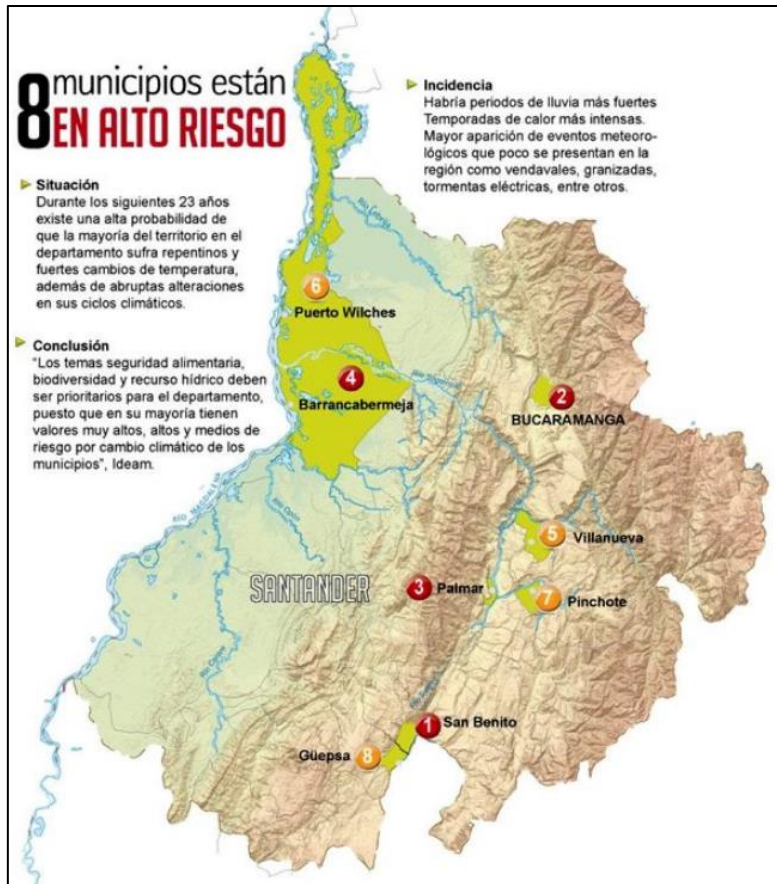 8 municipios están
EN ALTO RIESGO
Situación
Durante los siguientes 23 años
existe una alta probabilidad de
que la mayoría del territorio en el
departamento sufra repentinos y
fuertes cambios de temperatura,
además de abruptas alteraciones
en sus ciclos climáticos.
Conclusión
"Los temas seguridad alimentaria,
biodiversidad y recurso hídrico deben
ser prioritarios para el departamento,
puesto que en su mayoría tienen
valores muy altos, altos y medios de
riesgo por cambio climático de los
municipios", Ideam.
Incidencia
Habría periodos de lluvia más fuertes
Temporadas de calor más intensas.
Mayor aparición de eventos meteoro-
lógicos que poco se presentan en la
región como vendavales, granizadas,
tormentas eléctricas, entre otros.
Río Lebrija
6
Puerto Wilches
4
Barrancabermeja
2
BUCARAMANGA
5
Villanueva
SANTANDER
3 Palmar
7
Pinchote
1 San Benito
Güepsa 8